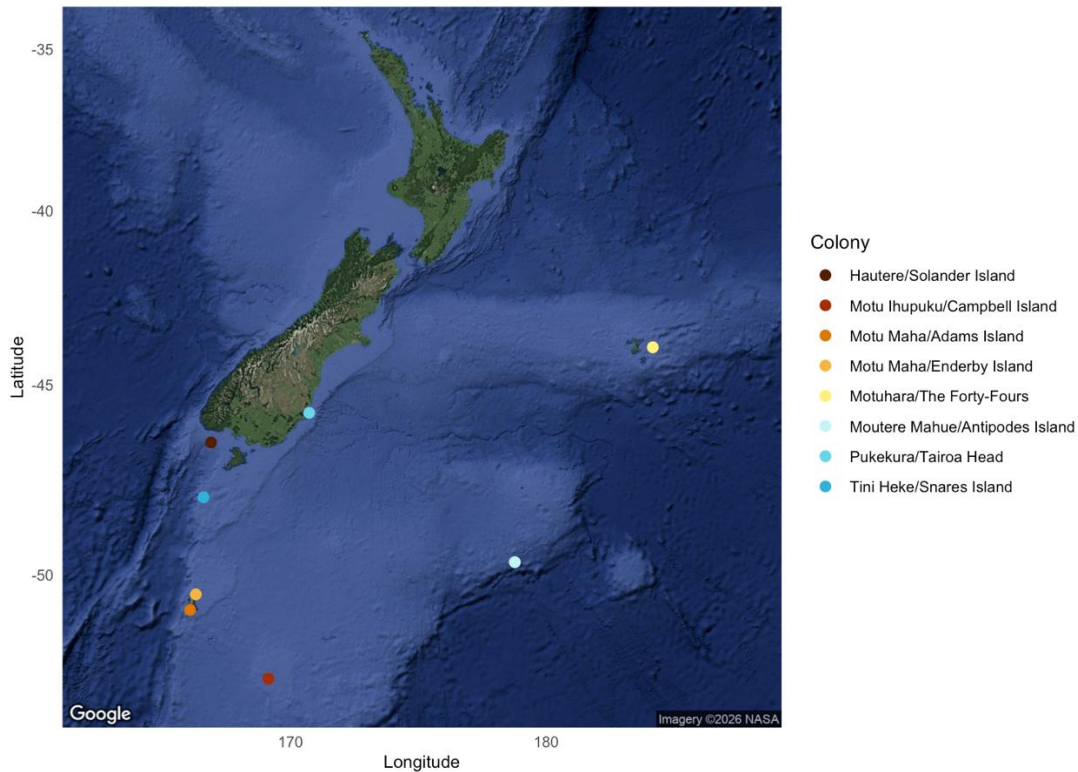 -35
-40
-45
-50
Latitude
170
180
Longitude
Google
Imagery ©2026 NASA
Colony
Hautere/Solander Island
Motu Ihupuku/Campbell Island
Motu Maha/Adams Island
Motu Maha/Enderby Island
Motuhara/The Forty-Fours
Moutere Mahue/Antipodes Island
Pukekura/Tairoa Head
Tini Heke/Snares Island